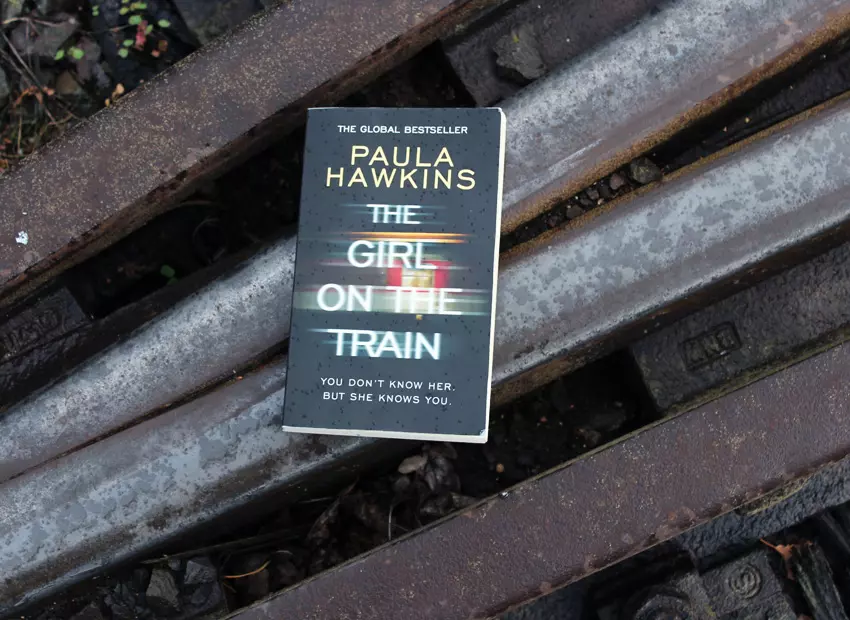 THE GLOBAL BESTSELLER
PAULA
HAWKINS
THE
GIRL
ON THE
TRAIN
YOU DON'T KNOW HER.
BUT SHE KNOWS YOU.